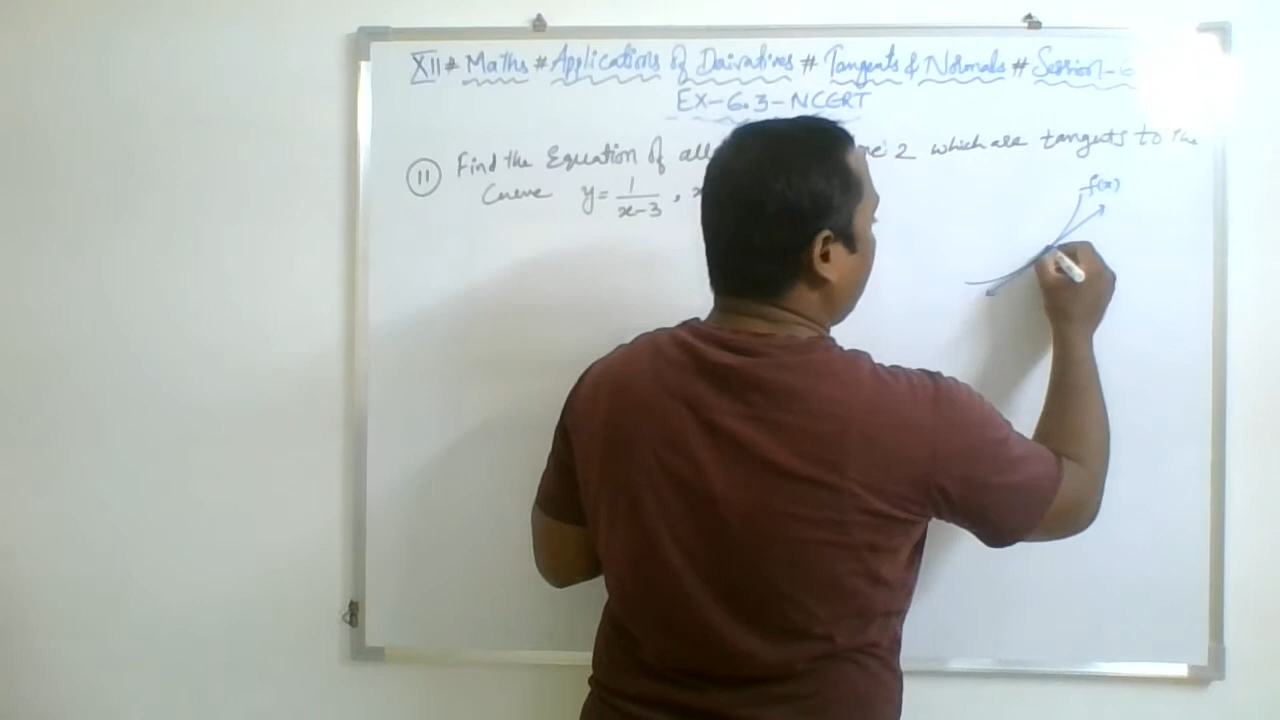 XII # Maths # Applications of Dairvatives # Tangents & Normals # Session-6
EX-6.3-NCERT
11 Find the Equation of all 2 which are tangents to the
Curve y = 1/(x-3), x
f(x)